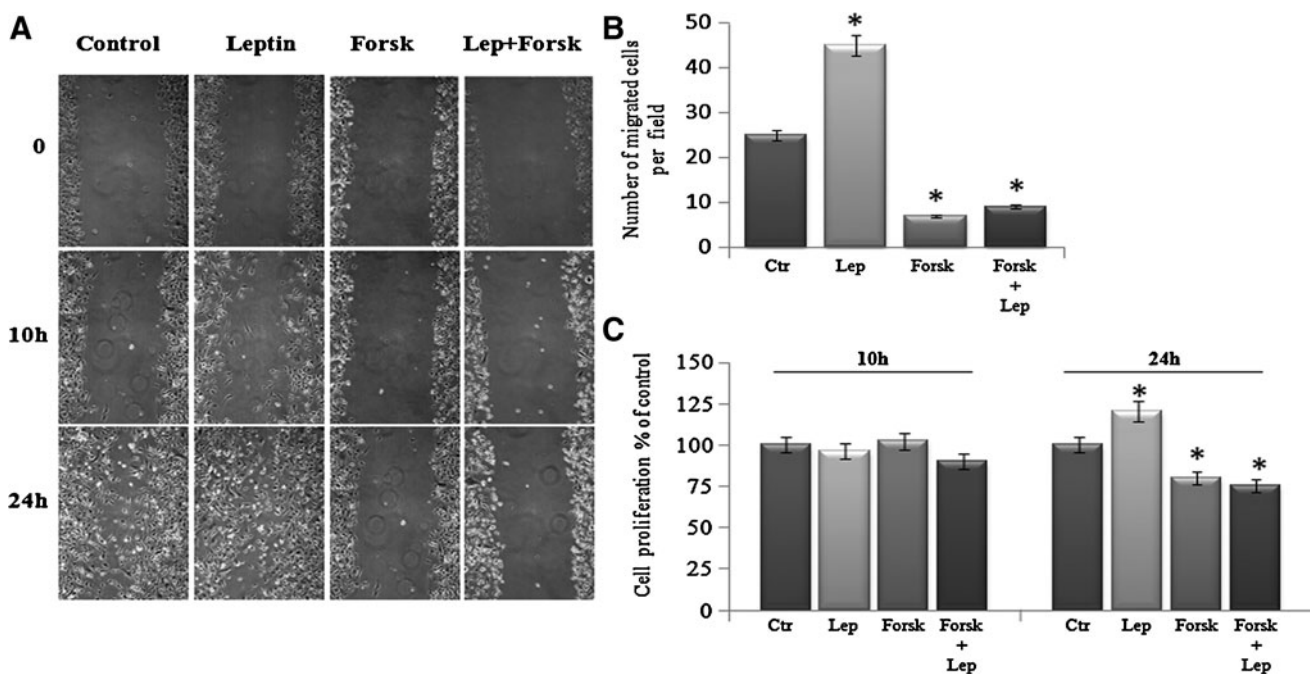 A
Control Leptin Forsk Lep+Forsk
0
10h
24h
B
Number of migrated cells
per field
50
40
30
20
10
0
*
*
*
Ctr Lep Forsk Forsk
+
Lep
C
Cell proliferation % of control
150
125
100
75
50
25
0
10h 24h
*
*
*
Ctr Lep Forsk Forsk Ctr Lep Forsk Forsk
+ +
Lep Lep